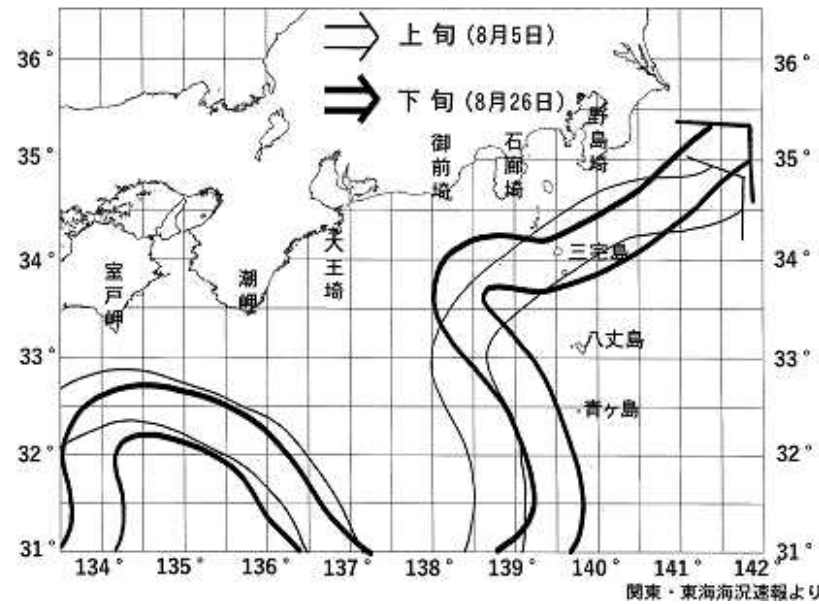 上旬(8月5日)
下旬(8月26日)
36°
36°
35°
35°
34°
34°
33°
33°
32°
32°
31°
31°
野島埼
石廊埼
御前埼
大王埼
潮岬
室戸岬
三宅島
八丈島
青ヶ島
134°
135°
136°
137°
138°
139°
140°
141°
142°
関東・東海海況速報より